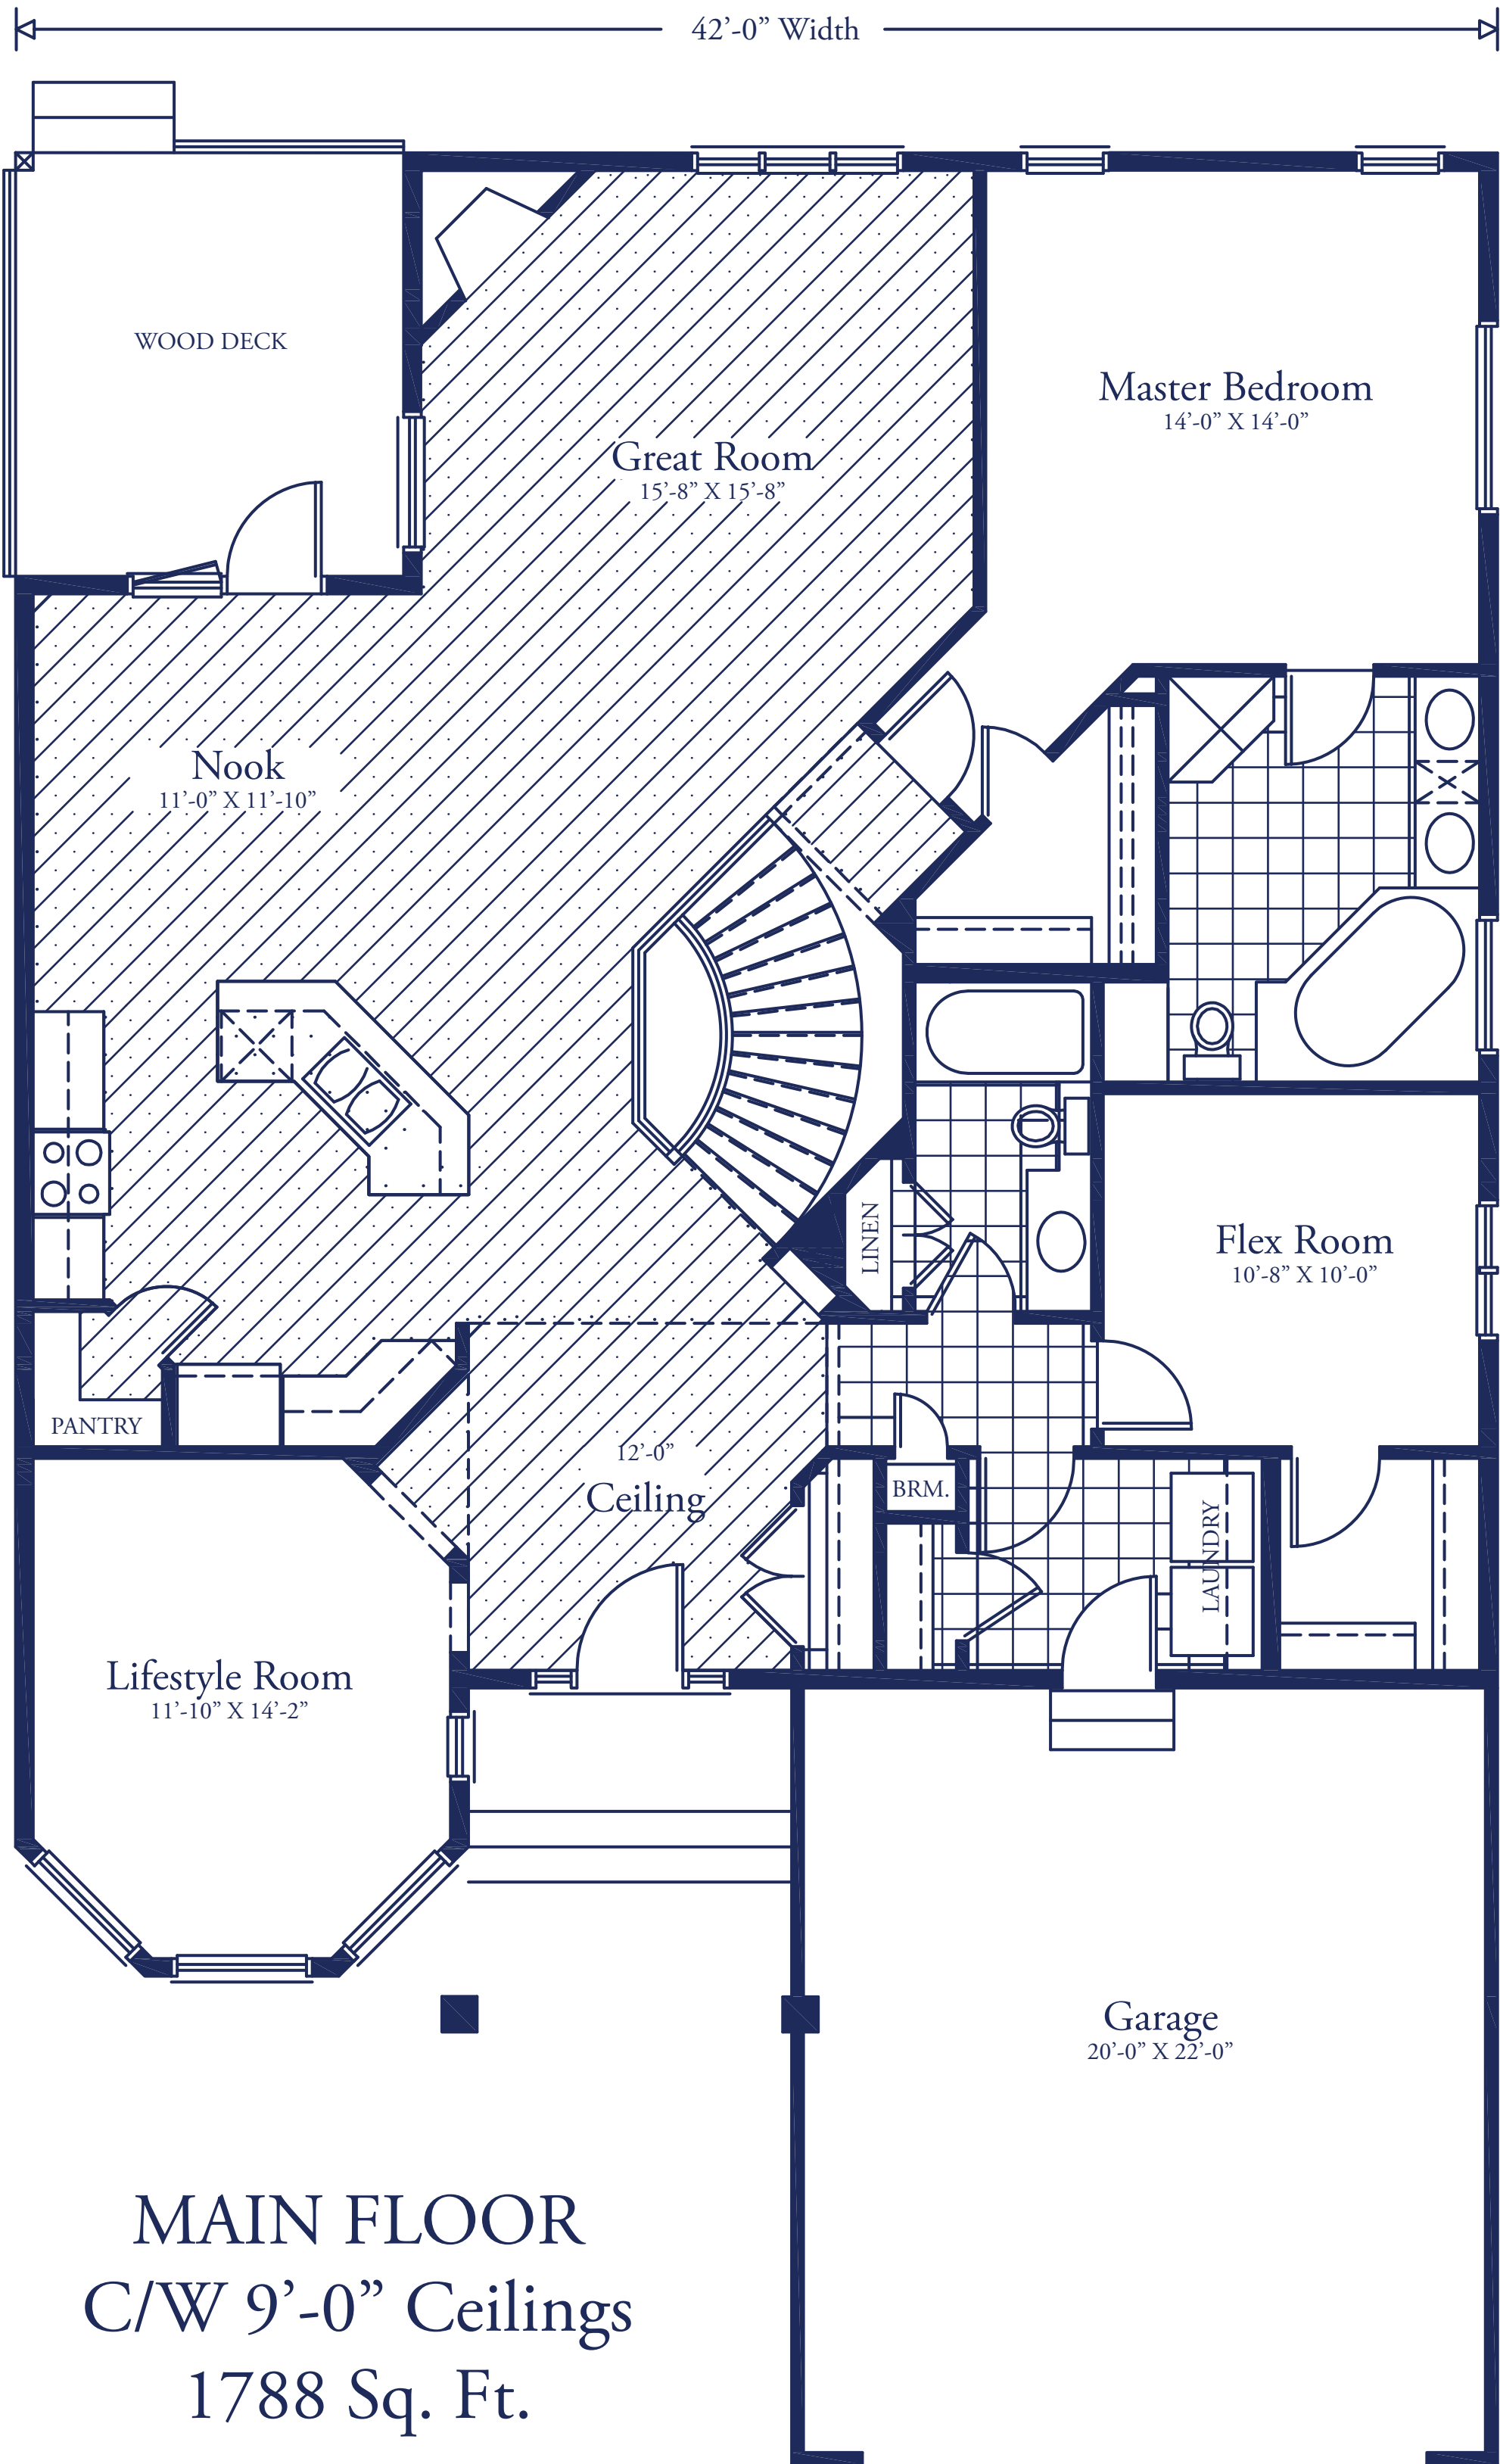 42’-0” Width
WOOD DECK
Master Bedroom
14’-0” X 14’-0”
Great Room
15’-8” X 15’-8”
Nook
11’-0” X 11’-10”
LINEN
Flex Room
10’-8” X 10’-0”
PANTRY
12’-0”
Ceiling
BRM.
LAUNDRY
Lifestyle Room
11’-10” X 14’-2”
Garage
20’-0” X 22’-0”
MAIN FLOOR
C/W 9’-0” Ceilings
1788 Sq. Ft.